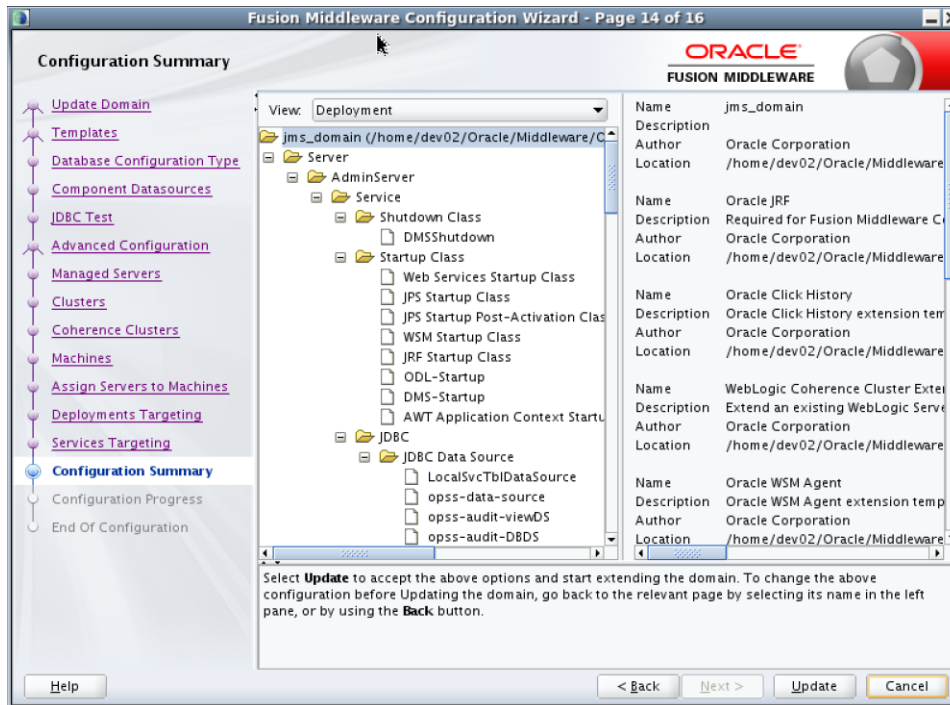 Fusion Middleware Configuration Wizard - Page 14 of 16
Configuration Summary
ORACLE
FUSION MIDDLEWARE
Update Domain
Templates
Database Configuration Type
Component Datasources
JDBC Test
Advanced Configuration
Managed Servers
Clusters
Coherence Clusters
Machines
Assign Servers to Machines
Deployments Targeting
Services Targeting
Configuration Summary
Configuration Progress
End Of Configuration
View: Deployment
jms_domain (/home/dev02/Oracle/Middleware/O
Server
AdminServer
Service
Shutdown Class
DMSShutdown
Startup Class
Web Services Startup Class
JPS Startup Class
JPS Startup Post-Activation Clas
WSM Startup Class
JRF Startup Class
ODL-Startup
DMS-Startup
AWT Application Context Startu
JDBC
JDBC Data Source
LocalSvcTblDataSource
opss-data-source
opss-audit-viewDS
opss-audit-DBDS
Name jms_domain
Description
Author Oracle Corporation
Location /home/dev02/Oracle/Middleware
Name Oracle JRF
Description Required for Fusion Middleware C
Author Oracle Corporation
Location /home/dev02/Oracle/Middleware
Name Oracle Click History
Description Oracle Click History extension tem
Author Oracle Corporation
Location /home/dev02/Oracle/Middleware
Name WebLogic Coherence Cluster Exte
Description Extend an existing WebLogic Serve
Author Oracle Corporation
Location /home/dev02/Oracle/Middleware
Name Oracle WSM Agent
Description Oracle WSM Agent extension temp
Author Oracle Corporation
Location /home/dev02/Oracle/Middleware
Select Update to accept the above options and start extending the domain. To change the above
configuration before Updating the domain, go back to the relevant page by selecting its name in the left
pane, or by using the Back button.
Help
< Back
Next >
Update
Cancel